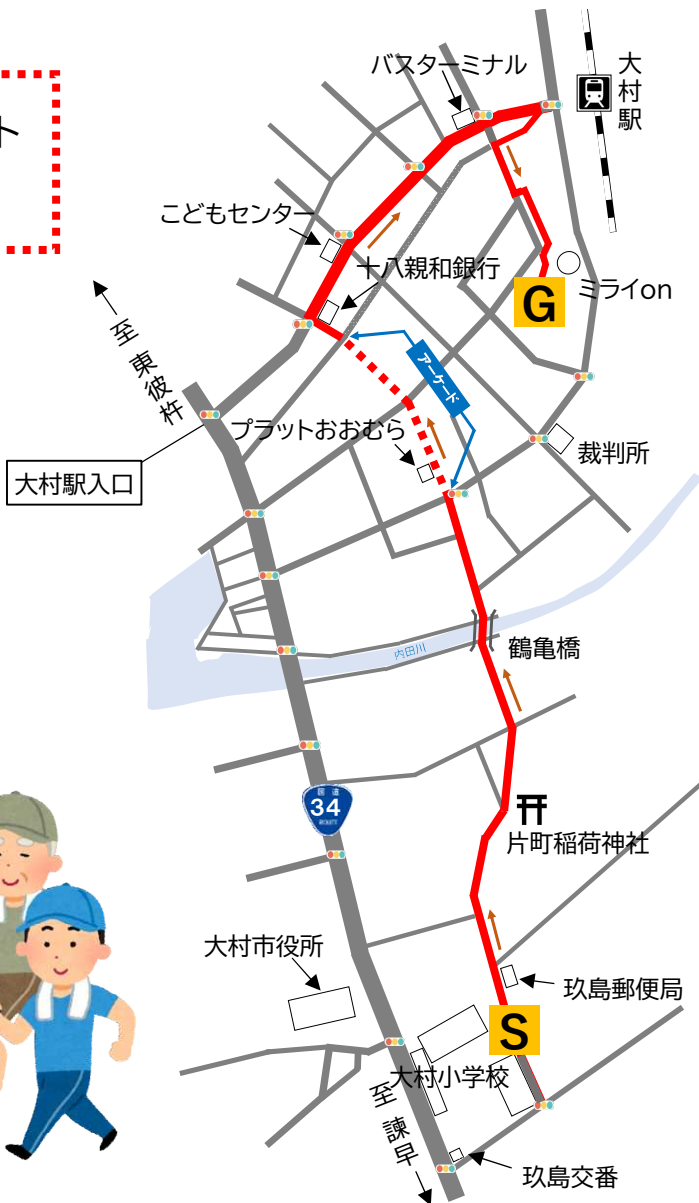 ト
バスターミナル
大村駅
こどもセンター
十八親和銀行
ミライon
G
至 東彼杵
アーケード
プラットおおむら
裁判所
大村駅入口
内田川
鶴亀橋
国道
34
ROUTE
片町稲荷神社
大村市役所
玖島郵便局
S
大村小学校
至 諫早
玖島交番